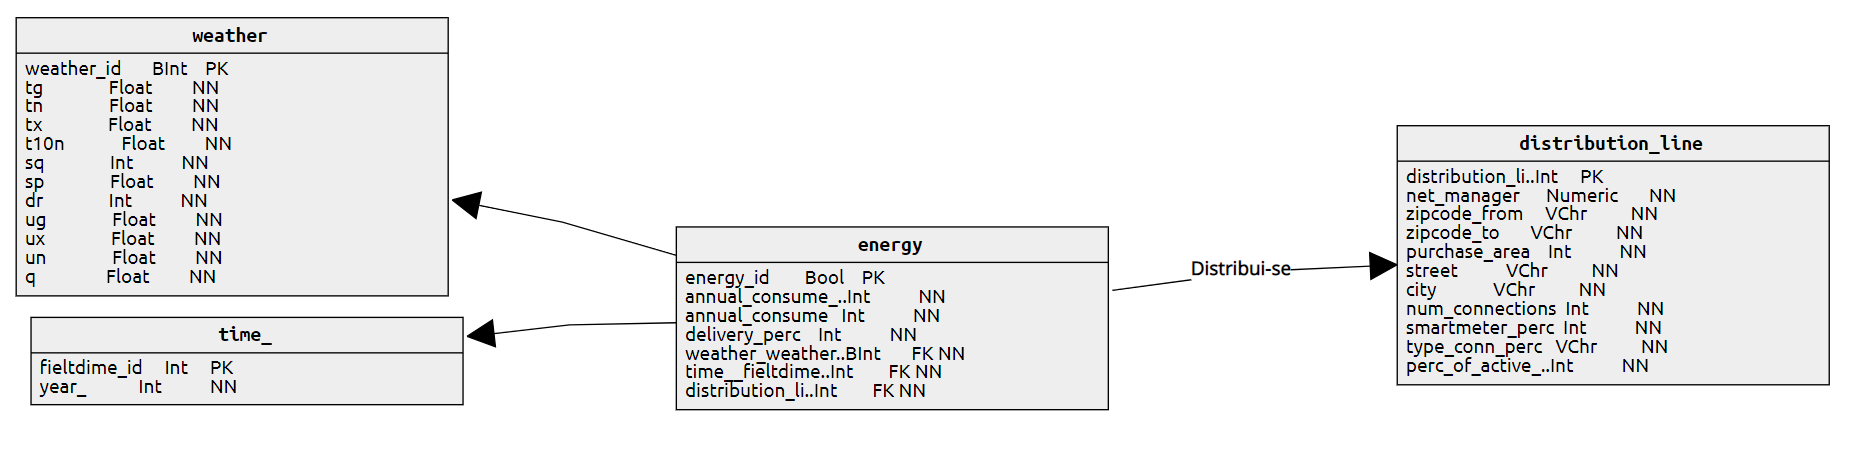 weather
weather_id BInt PK
tg Float NN
tn Float NN
tx Float NN
t10n Float NN
sq Int NN
sp Float NN
dr Int NN
ug Float NN
ux Float NN
un Float NN
q Float NN
time_
fieltdime_id Int PK
year_ Int NN
energy
energy_id Bool PK
annual_consume_..Int NN
annual_consume Int NN
delivery_perc Int NN
weather_weather..BInt FK NN
time__fieltdime..Int FK NN
distribution_li..Int FK NN
Distribui-se
distribution_line
distribution_li..Int PK
net_manager Numeric NN
zipcode_from VChr NN
zipcode_to VChr NN
purchase_area Int NN
street VChr NN
city VChr NN
num_connections Int NN
smartmeter_perc Int NN
type_conn_perc VChr NN
perc_of_active_..Int NN